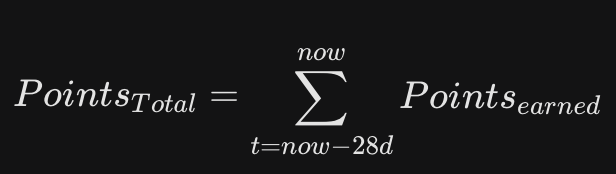 now
Points_Total = ∑ Points_earned
t=now−28d